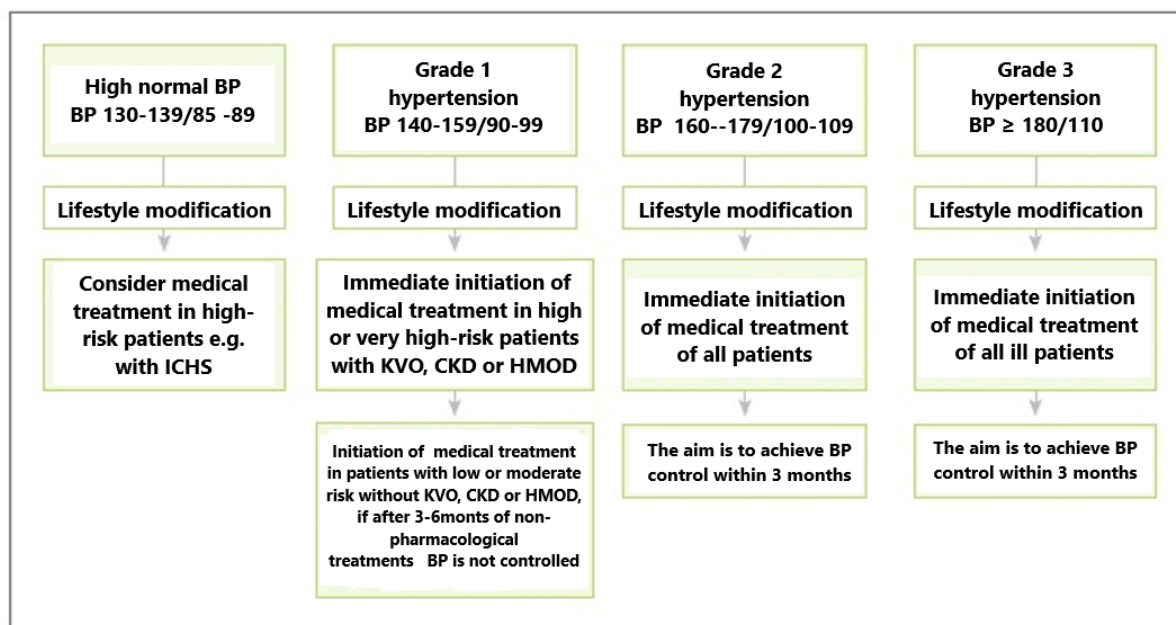 High normal BP
BP 130-139/85 -89
Lifestyle modification
Consider medical
treatment in high-
risk patients e.g.
with ICHS
Grade 1
hypertension
BP 140-159/90-99
Lifestyle modification
Immediate initiation of
medical treatment in high
or very high-risk patients
with KVO, CKD or HMOD
Initiation of medical treatment
in patients with low or moderate
risk without KVO, CKD or HMOD,
if after 3-6monts of non-
pharmacological
treatments BP is not controlled
Grade 2
hypertension
BP 160--179/100-109
Lifestyle modification
Immediate initiation
of medical treatment
of all patients
The aim is to achieve BP
control within 3 months
Grade 3
hypertension
BP ≥ 180/110
Lifestyle modification
Immediate initiation
of medical treatment
of all ill patients
The aim is to achieve BP
control within 3 months